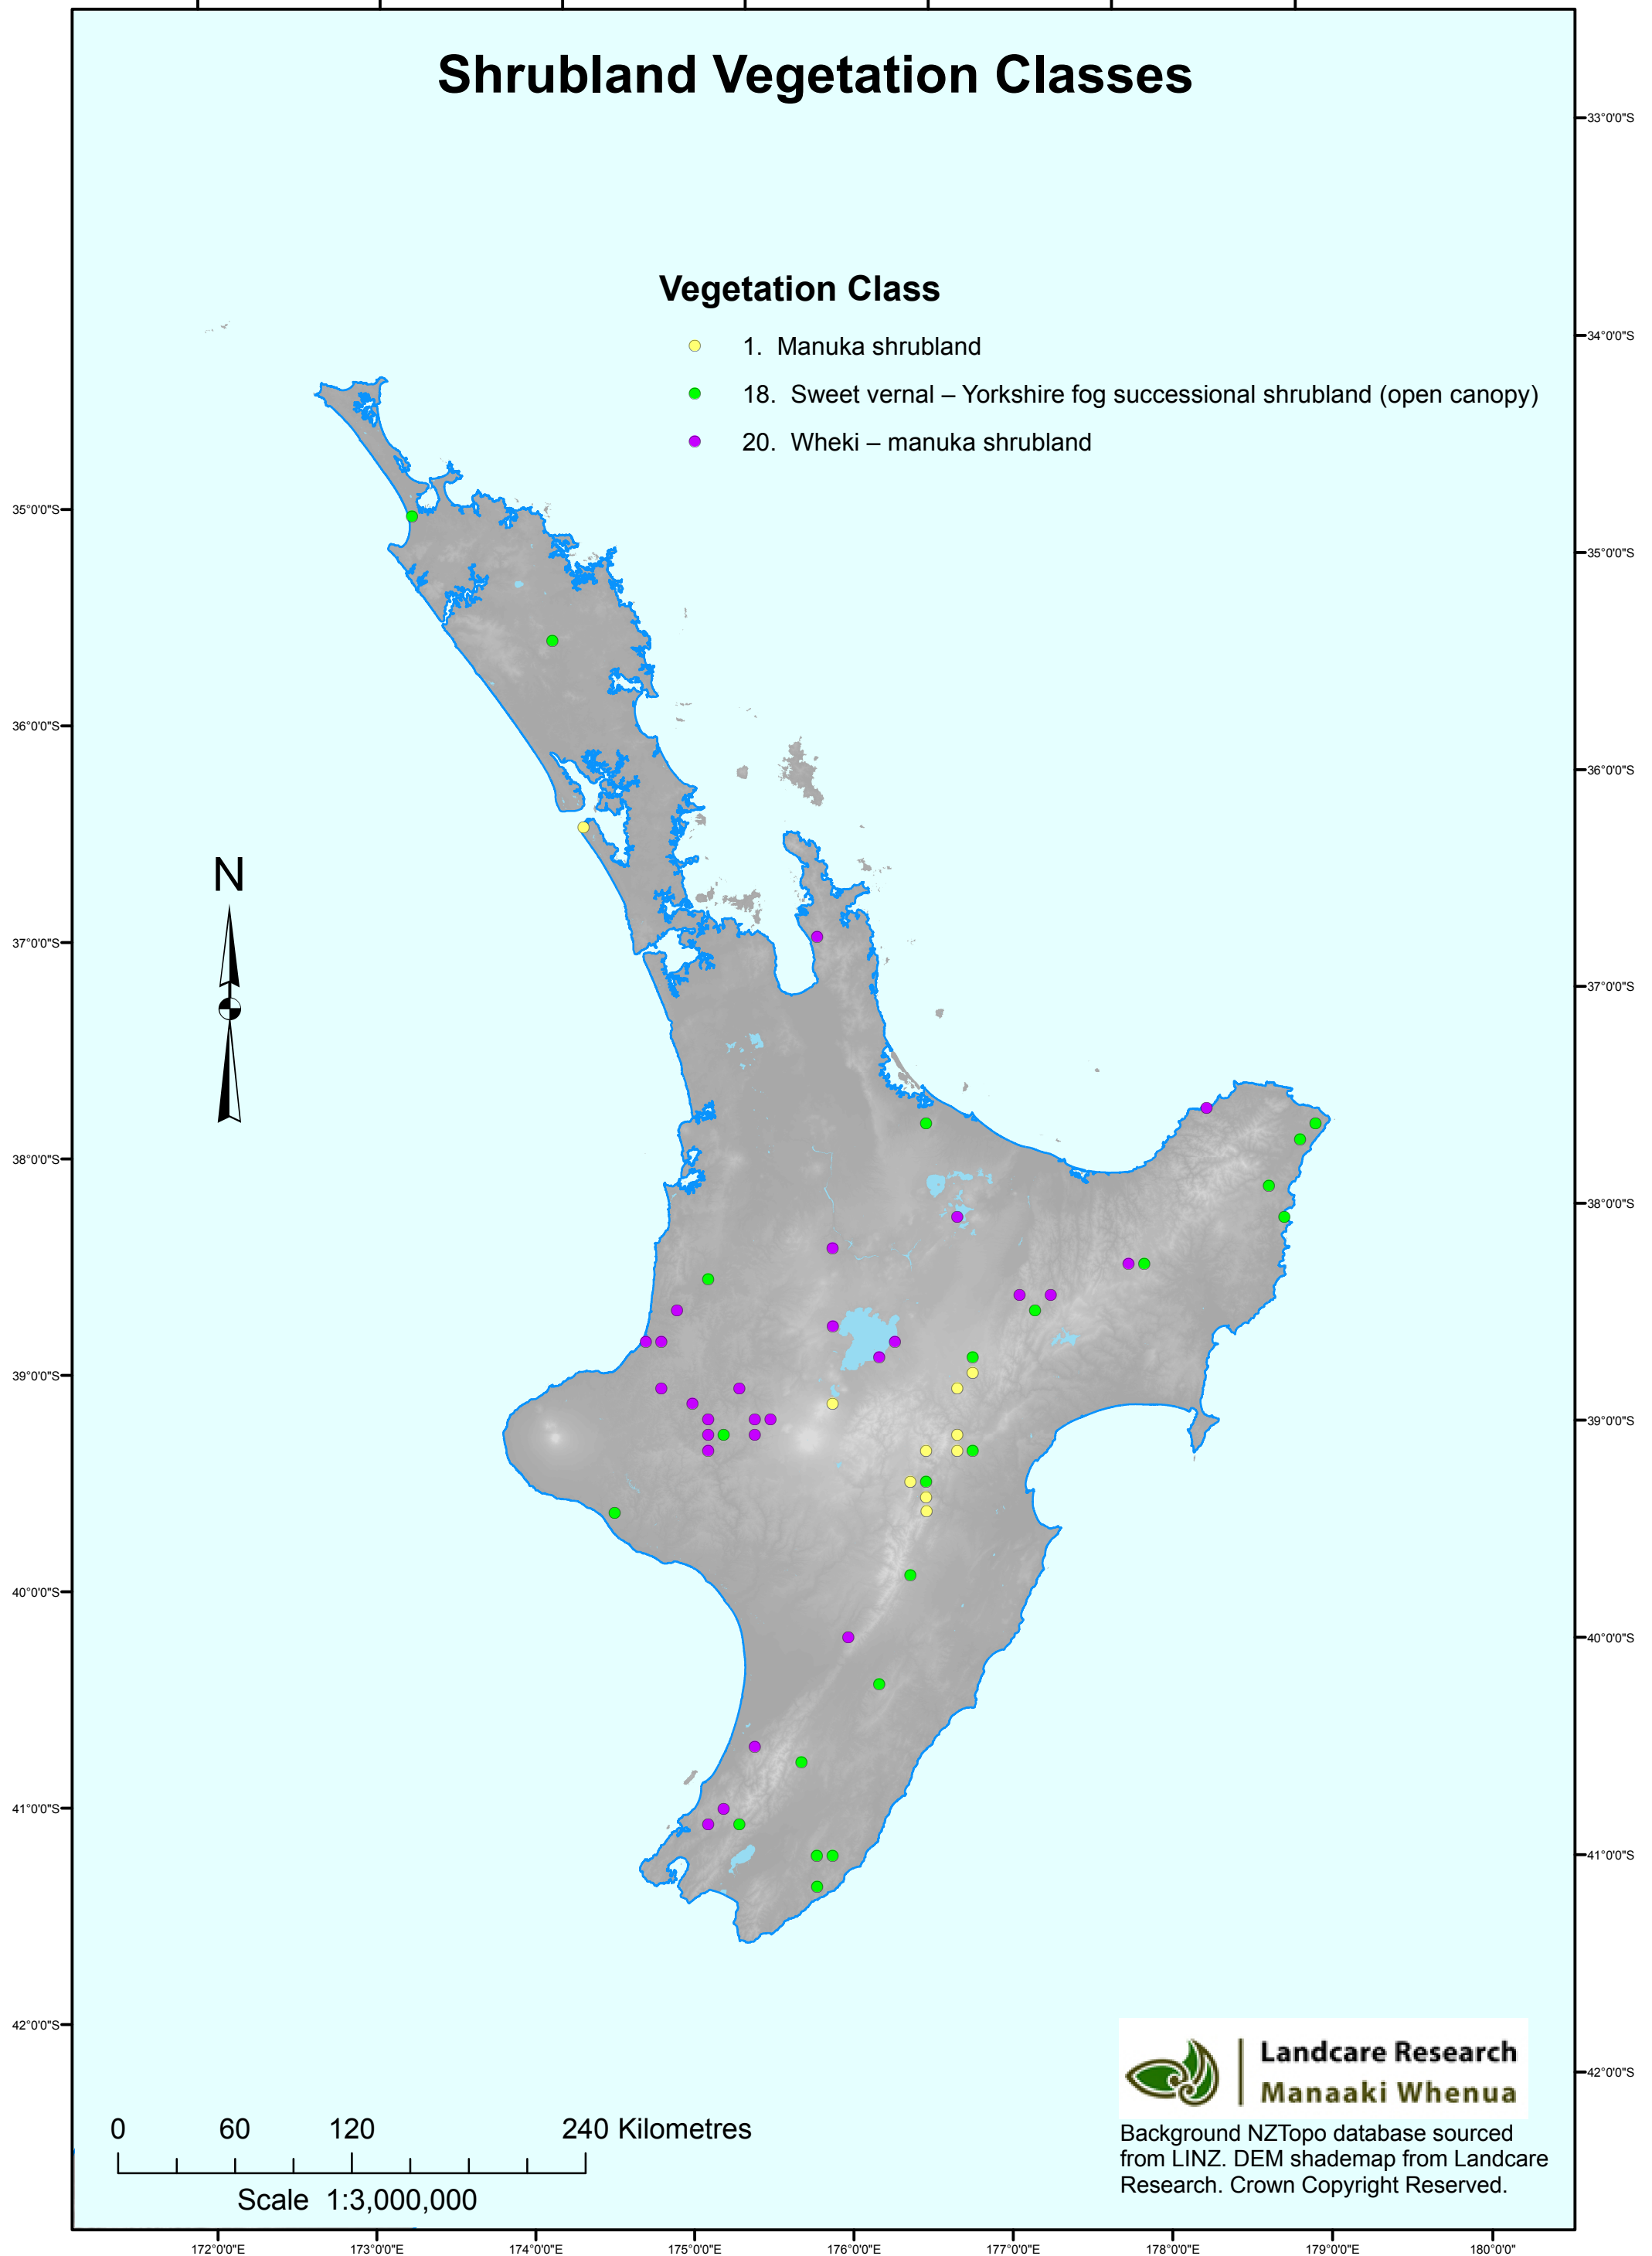 Shrubland Vegetation Classes
Vegetation Class
1. Manuka shrubland
18. Sweet vernal – Yorkshire fog successional shrubland (open canopy)
20. Wheki – manuka shrubland
33°0'0"S
34°0'0"S
35°0'0"S
35°0'0"S
36°0'0"S
36°0'0"S
N
37°0'0"S
37°0'0"S
38°0'0"S
38°0'0"S
39°0'0"S
39°0'0"S
40°0'0"S
40°0'0"S
41°0'0"S
41°0'0"S
42°0'0"S
42°0'0"S
Landcare Research
Manaaki Whenua
Background NZTopo database sourced
from LINZ. DEM shademap from Landcare
Research. Crown Copyright Reserved.
0 60 120 240 Kilometres
Scale 1:3,000,000
172°0'0"E 173°0'0"E 174°0'0"E 175°0'0"E 176°0'0"E 177°0'0"E 178°0'0"E 179°0'0"E 180°0'0"